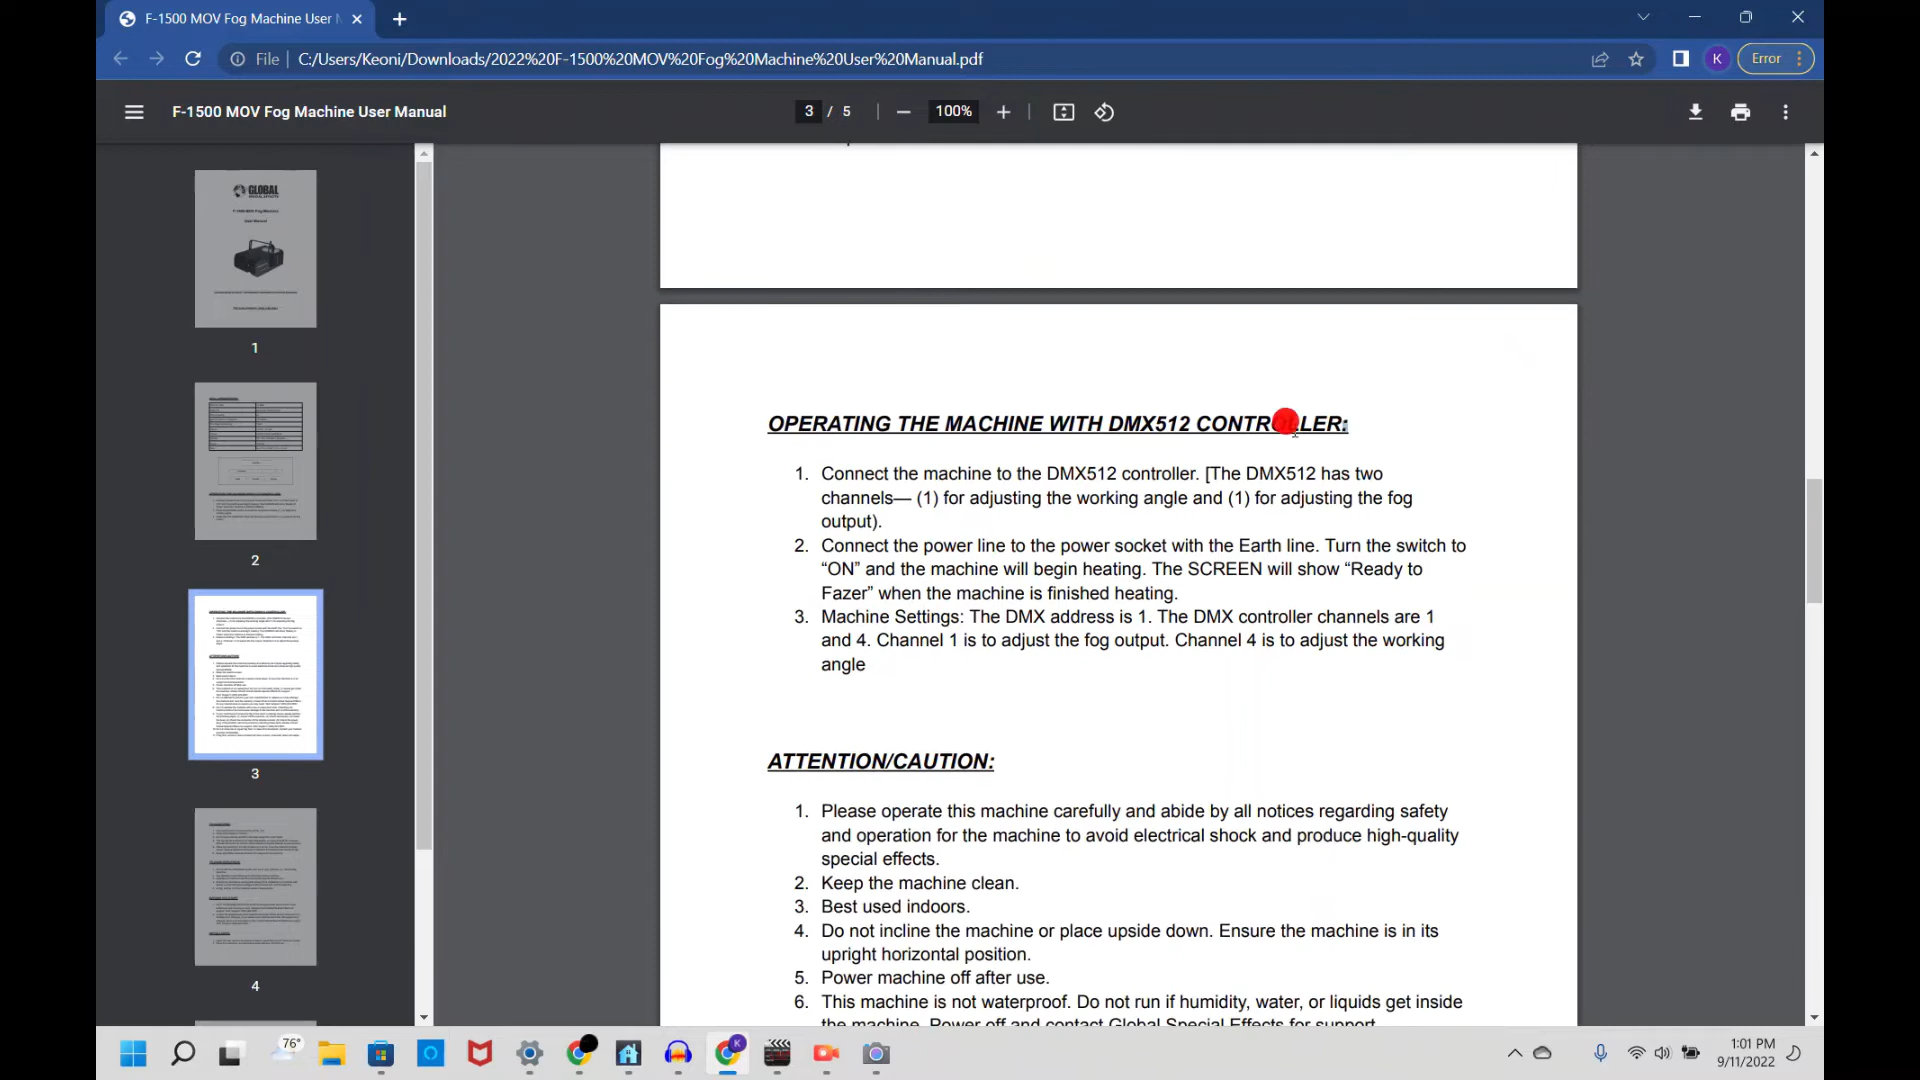 F-1500 MOV Fog Machine User
File
C:/Users/Keoni/Downloads/2022%20F-1500%20MOV%20Fog%20Machine%20User%20Manual.pdf
K
Error
F-1500 MOV Fog Machine User Manual
3 / 5
100%
GLOBAL
1
2
3
4
OPERATING THE MACHINE WITH DMX512 CONTROLLER:
1. Connect the machine to the DMX512 controller. [The DMX512 has two
channels— (1) for adjusting the working angle and (1) for adjusting the fog
output).
2. Connect the power line to the power socket with the Earth line. Turn the switch to
“ON” and the machine will begin heating. The SCREEN will show “Ready to
Fazer” when the machine is finished heating.
3. Machine Settings: The DMX address is 1. The DMX controller channels are 1
and 4. Channel 1 is to adjust the fog output. Channel 4 is to adjust the working
angle
ATTENTION/CAUTION:
1. Please operate this machine carefully and abide by all notices regarding safety
and operation for the machine to avoid electrical shock and produce high-quality
special effects.
2. Keep the machine clean.
3. Best used indoors.
4. Do not incline the machine or place upside down. Ensure the machine is in its
upright horizontal position.
5. Power machine off after use.
6. This machine is not waterproof. Do not run if humidity, water, or liquids get inside
the machine. Power off and contact Global Special Effects for support.
76°
K
1:01 PM
9/11/2022